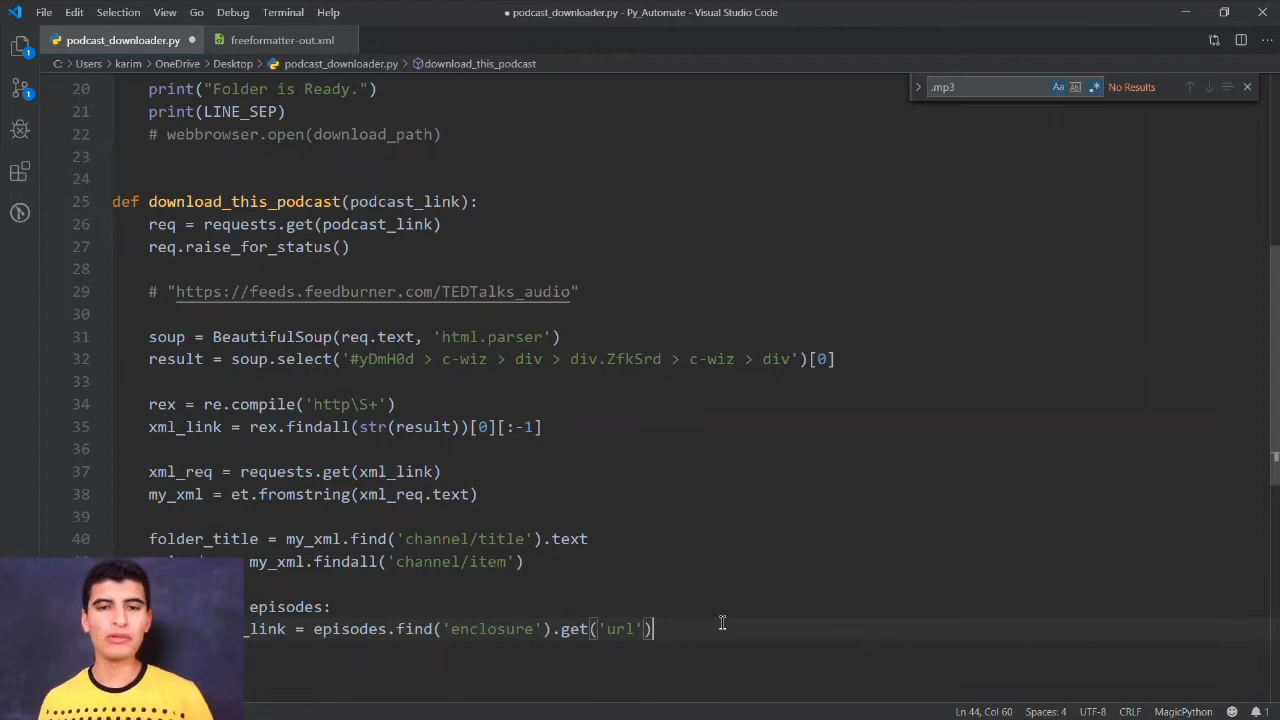 File Edit Selection View Go Debug Terminal Help
● podcast_downloader.py - Py_Automate - Visual Studio Code
podcast_downloader.py ●
freeformatter-out.xml
C: > Users > karim > OneDrive > Desktop > podcast_downloader.py > download_this_podcast
.mp3 Aa Abl .* No Results
20 print("Folder is Ready.")
21 print(LINE_SEP)
22 # webbrowser.open(download_path)
23
24
25 def download_this_podcast(podcast_link):
26 req = requests.get(podcast_link)
27 req.raise_for_status()
28
29 # "https://feeds.feedburner.com/TEDTalks_audio"
30
31 soup = BeautifulSoup(req.text, 'html.parser')
32 result = soup.select('#yDmH0d > c-wiz > div > div.ZfkSrd > c-wiz > div')[0]
33
34 rex = re.compile('http\S+')
35 xml_link = rex.findall(str(result))[0][:-1]
36
37 xml_req = requests.get(xml_link)
38 my_xml = et.fromstring(xml_req.text)
39
40 folder_title = my_xml.find('channel/title').text
my_xml.findall('channel/item')
episodes:
_link = episodes.find('enclosure').get('url')
Ln 44, Col 60 Spaces: 4 UTF-8 CRLF MagicPython 1